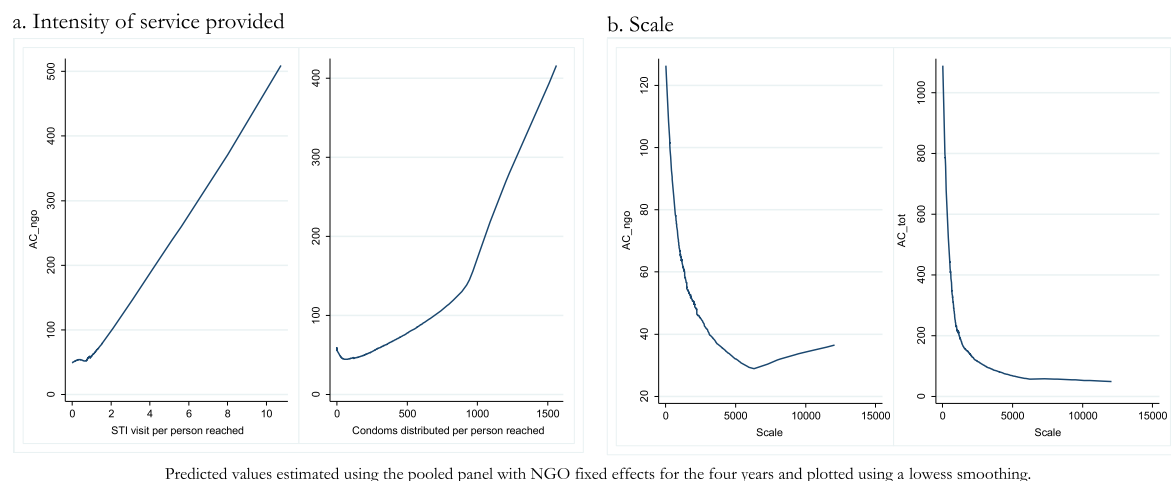 a. Intensity of service provided
b. Scale
500
400
300
200
100
0
AC_ngo
0 2 4 6 8 10
STI visit per person reached
400
300
200
100
0
0 500 1000 1500
Condoms distributed per person reached
120
100
80
60
40
20
AC_ngo
0 5000 10000 15000
Scale
1000
800
600
400
200
0
AC_tot
0 5000 10000 15000
Scale
Predicted values estimated using the pooled panel with NGO fixed effects for the four years and plotted using a lowess smoothing.